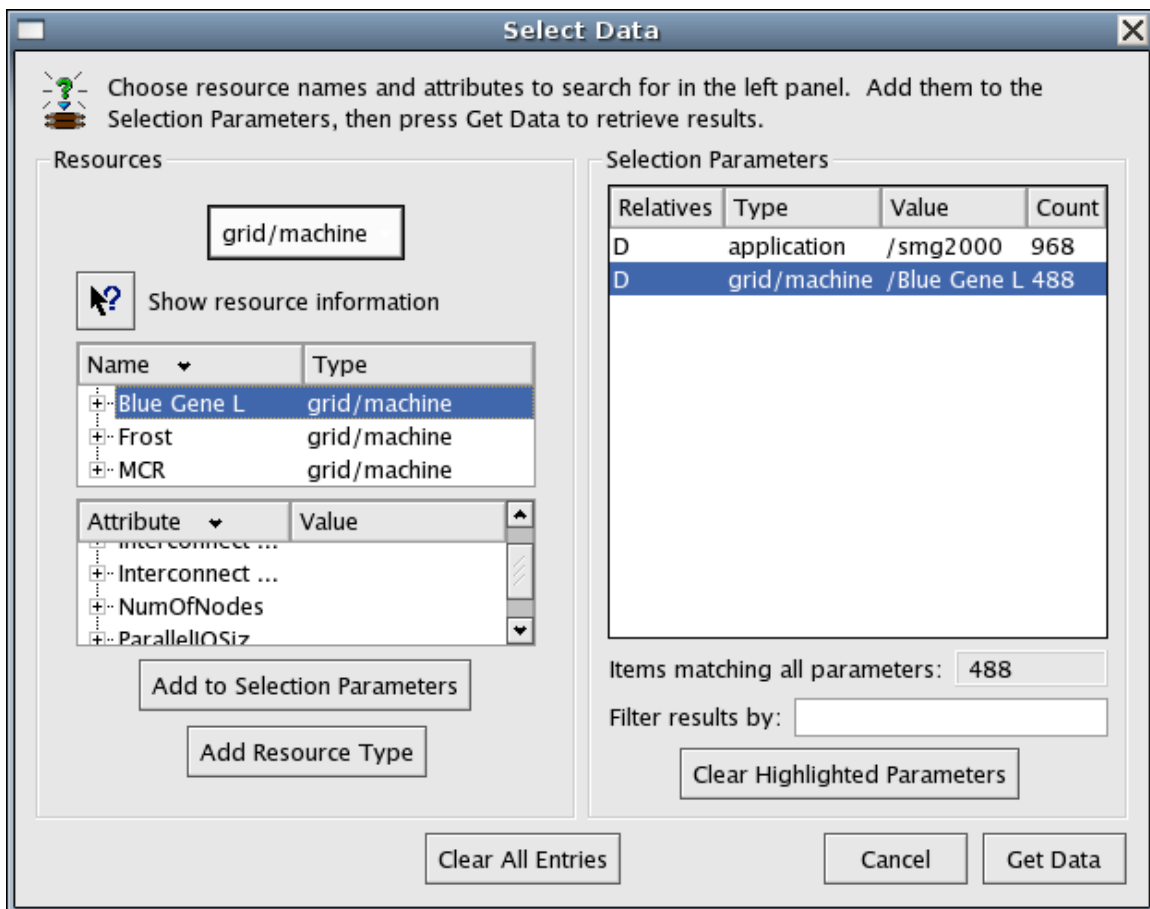 Select Data
Choose resource names and attributes to search for in the left panel.  Add them to the
Selection Parameters, then press Get Data to retrieve results.
Resources
grid/machine
Show resource information
Name Type
Blue Gene L grid/machine
Frost grid/machine
MCR grid/machine
Attribute Value
Interconnect ...
Interconnect ...
NumOfNodes
ParallelIOSiz
Add to Selection Parameters
Add Resource Type
Selection Parameters
Relatives Type Value Count
D application /smg2000 968
D grid/machine /Blue Gene L 488
Items matching all parameters: 488
Filter results by:
Clear Highlighted Parameters
Clear All Entries
Cancel
Get Data